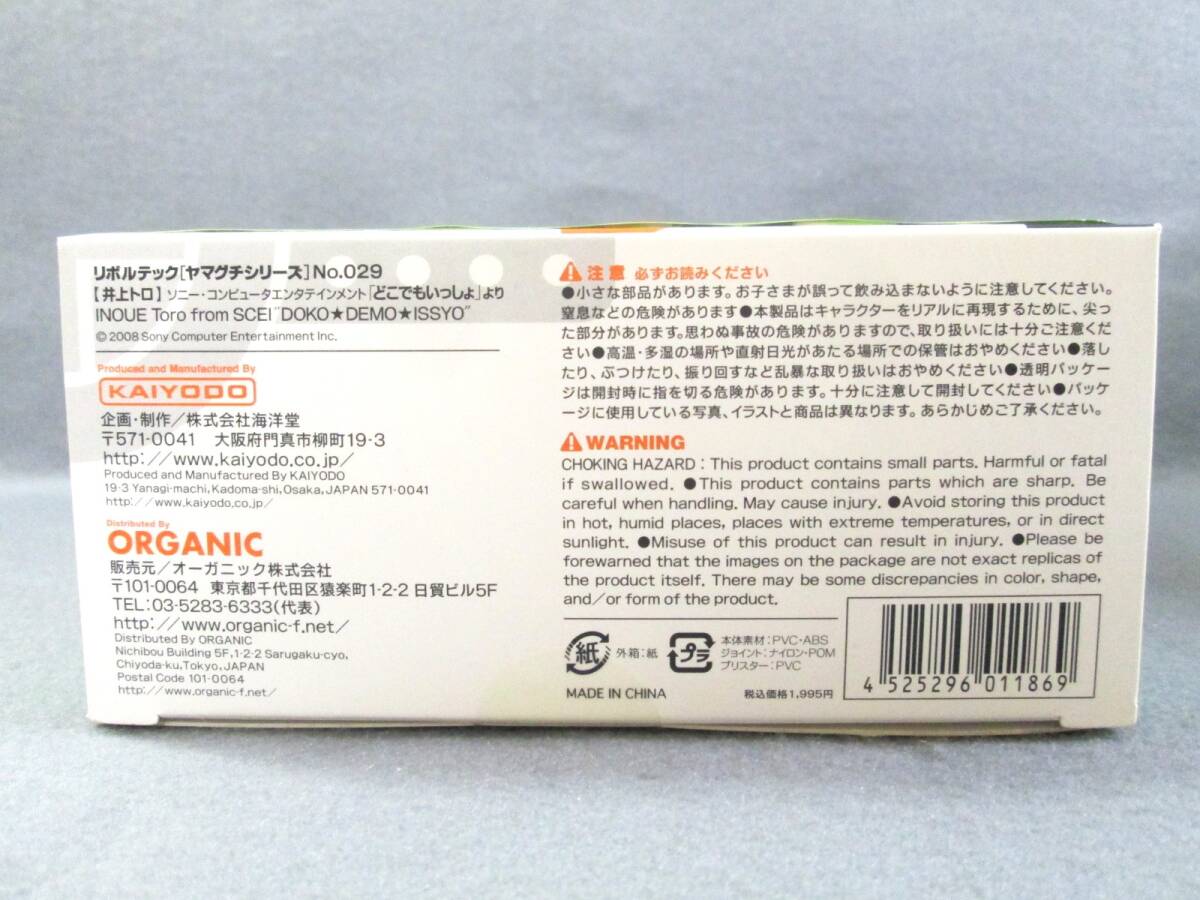 リボルテック[ヤマグチシリーズ]No.029
【井上トロ】ソニー・コンピュータエンタテインメント「どこでもいっしょ」より
INOUE Toro from SCEI "DOKO★DEMO★ISSYO"
©2008 Sony Computer Entertainment Inc.
Produced and Manufactured By
KAIYODO
企画・制作／株式会社海洋堂
〒571-0041 大阪府門真市柳町19-3
http://www.kaiyodo.co.jp/
Produced and Manufactured By KAIYODO
19-3 Yanagi-machi, Kadoma-shi, Osaka, JAPAN 571-0041
http://www.kaiyodo.co.jp/
Distributed By
ORGANIC
販売元／オーガニック株式会社
〒101-0064 東京都千代田区猿楽町1-2-2 日貿ビル5F
TEL:03-5283-6333(代表)
http://www.organic-f.net/
Distributed By ORGANIC
Nichibou Building 5F, 1-2-2 Sarugaku-cyo,
Chiyoda-ku, Tokyo, JAPAN
Postal Code 101-0064
http://www.organic-f.net/
注意 必ずお読みください
●小さな部品があります。お子さまが誤って飲み込まないように注意してください。
窒息などの危険があります●本製品はキャラクターをリアルに再現するために、尖っ
た部分があります。思わぬ事故の危険がありますので、取り扱いには十分ご注意くだ
さい●高温・多湿の場所や直射日光があたる場所での保管はおやめください●落し
たり、ぶつけたり、振り回すなど乱暴な取り扱いはおやめください●透明パッケー
ジは開封時に指を切る危険があります。十分に注意して開封してください●パッケ
ージに使用している写真、イラストと商品は異なります。あらかじめご了承ください。
WARNING
CHOKING HAZARD : This product contains small parts. Harmful or fatal
if swallowed. ●This product contains parts which are sharp. Be
careful when handling. May cause injury. ●Avoid storing this product
in hot, humid places, places with extreme temperatures, or in direct
sunlight. ●Misuse of this product can result in injury. ●Please be
forewarned that the images on the package are not exact replicas of
the product itself. There may be some discrepancies in color, shape,
and/or form of the product.
紙 外箱：紙
プラ 本体素材：PVC・ABS
ジョイント：ナイロン・POM
ブリスター：PVC
MADE IN CHINA
税込価格1,995円
4 525296 011869